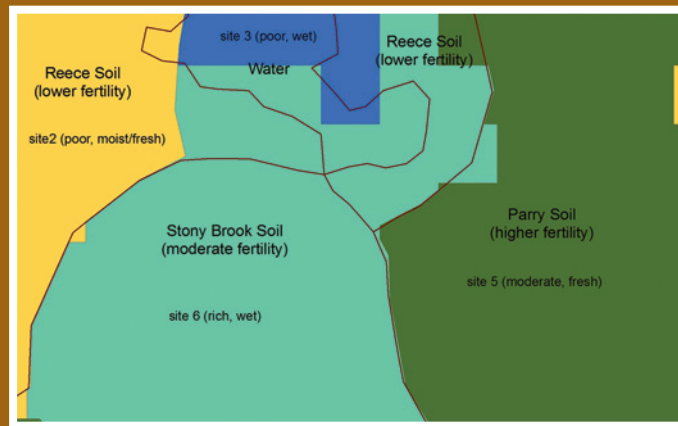 site 3 (poor, wet)
Reece Soil
(lower fertility)
Water
Reece Soil
(lower fertility)
site2 (poor, moist/fresh)
Stony Brook Soil
(moderate fertility)
Parry Soil
(higher fertility)
site 5 (moderate, fresh)
site 6 (rich, wet)